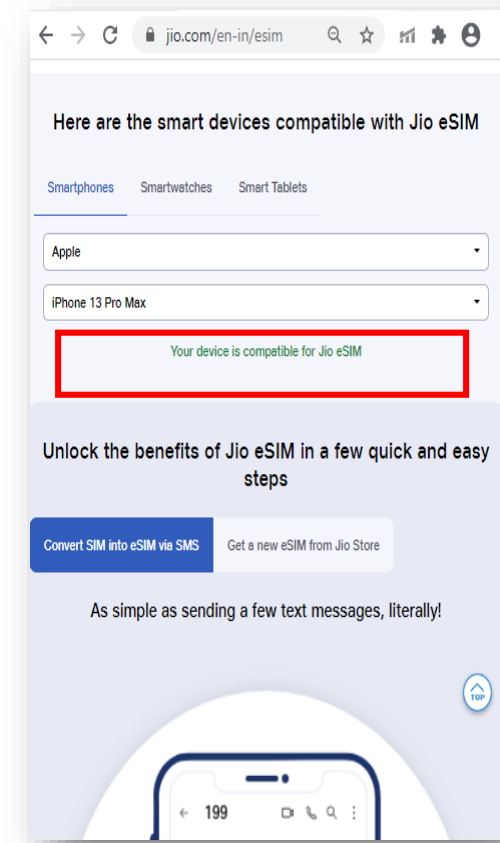 jio.com/en-in/esim
Here are the smart devices compatible with Jio eSIM
Smartphones Smartwatches Smart Tablets
Apple
iPhone 13 Pro Max
Your device is compatible for Jio eSIM
Unlock the benefits of Jio eSIM in a few quick and easy
steps
Convert SIM into eSIM via SMS Get a new eSIM from Jio Store
As simple as sending a few text messages, literally!
TOP
199